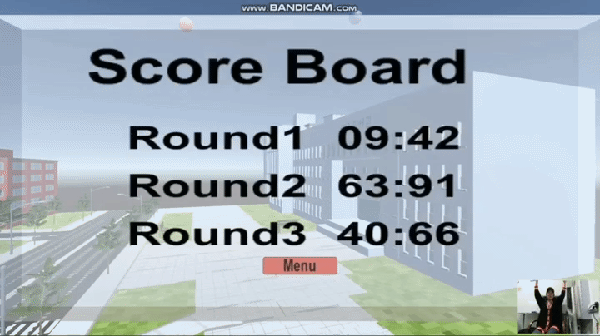 www.BANDICAM.com
Score Board
Round1 09:42
Round2 63:91
Round3 40:66
Menu